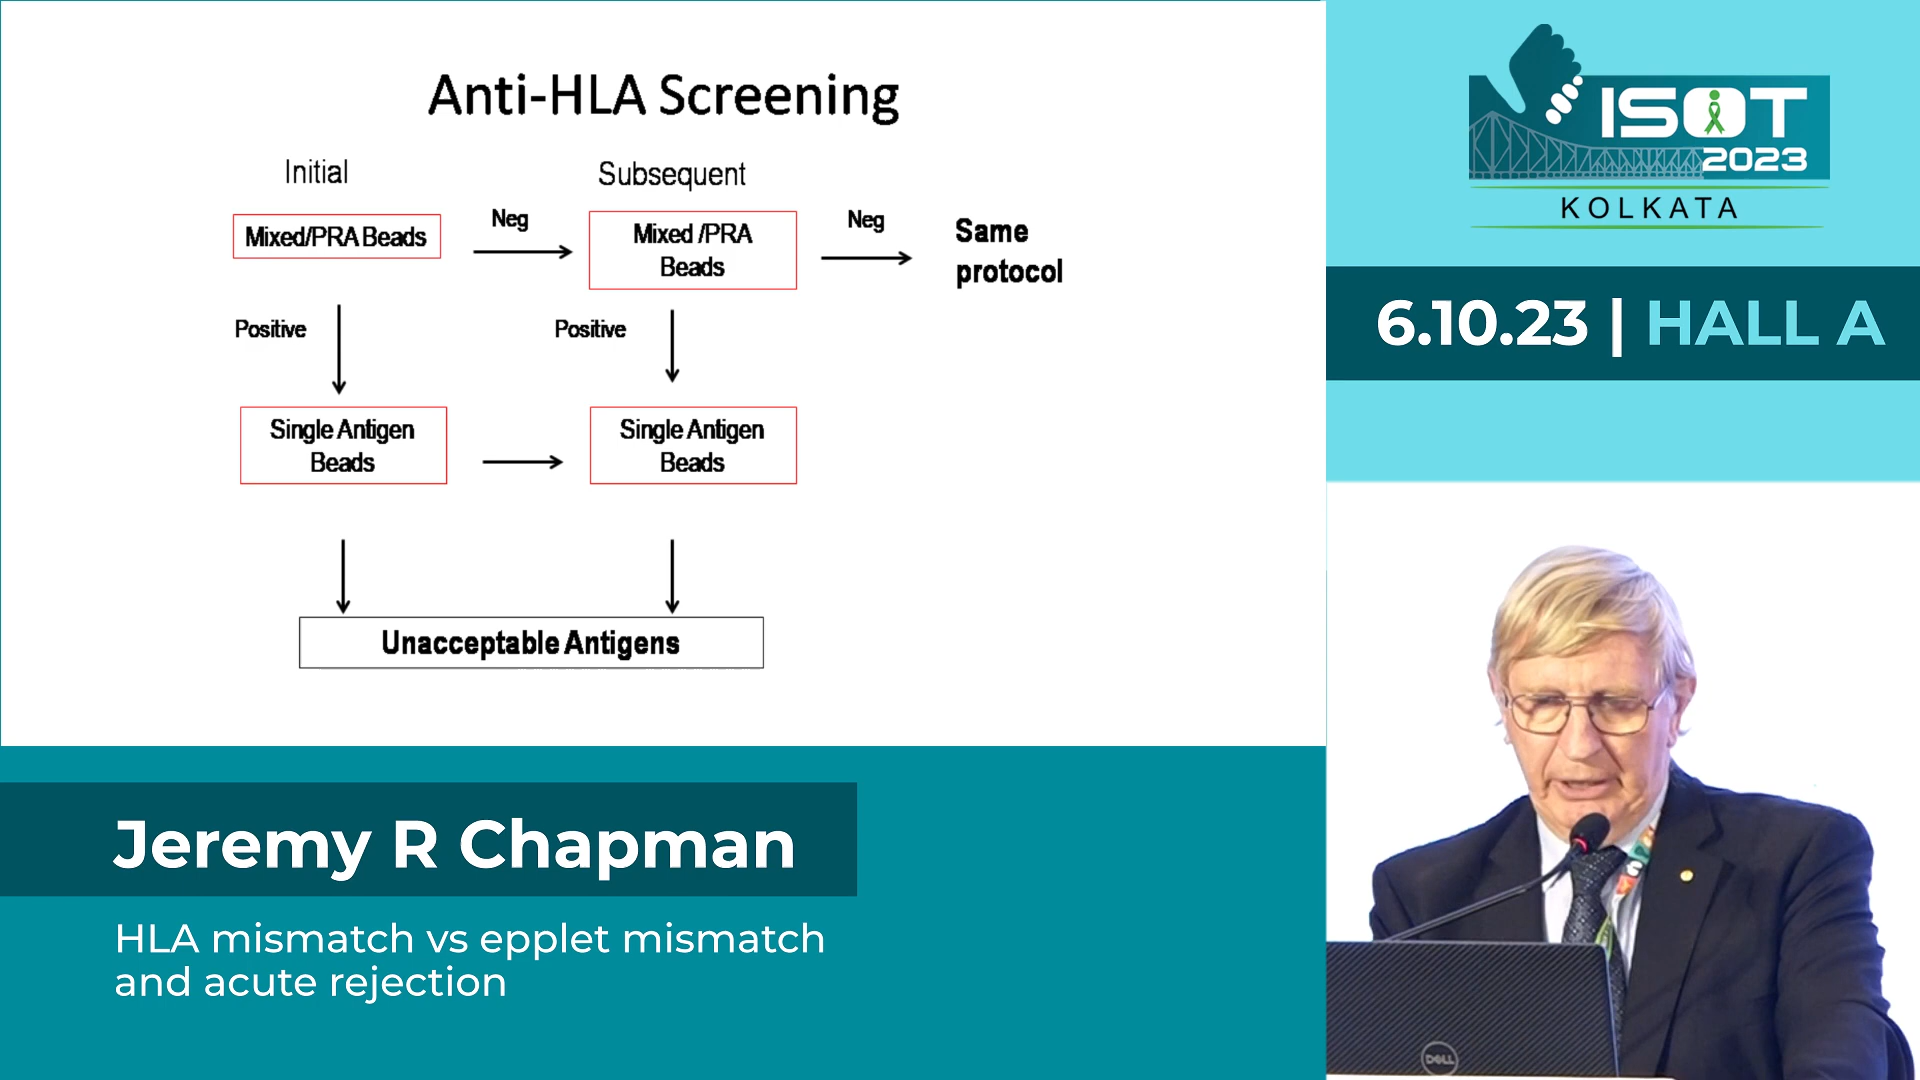 Anti-HLA Screening
Initial
Subsequent
Mixed/PRA Beads
Neg
Mixed /PRA
Beads
Neg
Same
protocol
Positive
Positive
Single Antigen
Beads
Single Antigen
Beads
Unacceptable Antigens
ISOT
2023
KOLKATA
6.10.23 | HALL A
Jeremy R Chapman
HLA mismatch vs epplet mismatch
and acute rejection
DELL